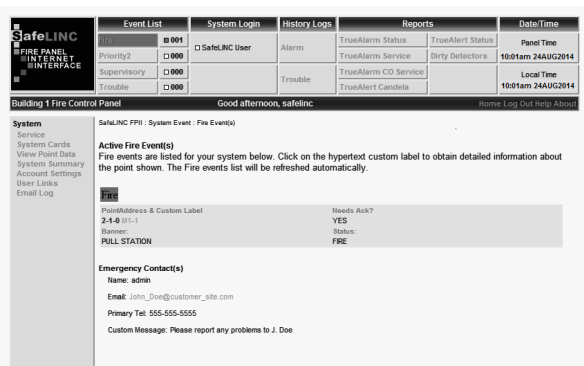 SafeLINC
FIRE PANEL
INTERNET
INTERFACE
Event List System Login History Logs Reports Date/Time
Fire 001 SafeLINC User Alarm TrueAlarm Status TrueAlert Status Panel Time
Priority2 000 TrueAlarm Service Dirty Detectors 10:01am 24AUG2014
Supervisory 000 Trouble TrueAlarm CO Service Local Time
Trouble 000 TrueAlert Candela 10:01am 24AUG2014
Building 1 Fire Control Panel Good afternoon, safelinc Home Log Out Help About
System
Service
System Cards
View Point Data
System Summary
Account Settings
User Links
Email Log
SafeLINC FPII : System Event : Fire Event(s)
Active Fire Event(s)
Fire events are listed for your system below. Click on the hypertext custom label to obtain detailed information about
the point shown. The Fire events list will be refreshed automatically.
Fire
PointAddress & Custom Label Needs Ack?
2-1-0 M1-1 YES
Banner: Status:
PULL STATION FIRE
Emergency Contact(s)
Name: admin
Email: John_Doe@customer_site.com
Primary Tel: 555-555-5555
Custom Message: Please report any problems to J. Doe